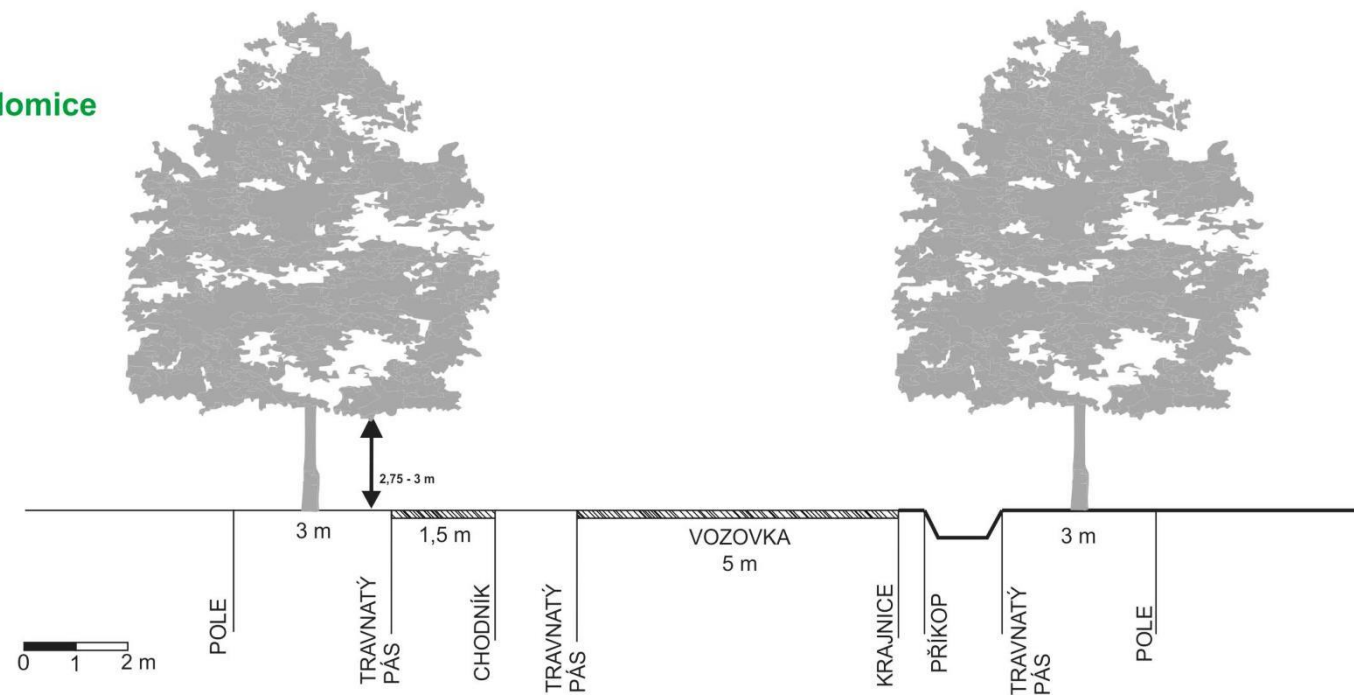 lomice
2,75 - 3 m
3 m
1,5 m
VOZOVKA
5 m
3 m
POLE
TRAVNATÝ
PÁS
CHODNÍK
TRAVNATÝ
PÁS
KRAJNICE
PŘÍKOP
TRAVNATÝ
PÁS
POLE
0 1 2 m